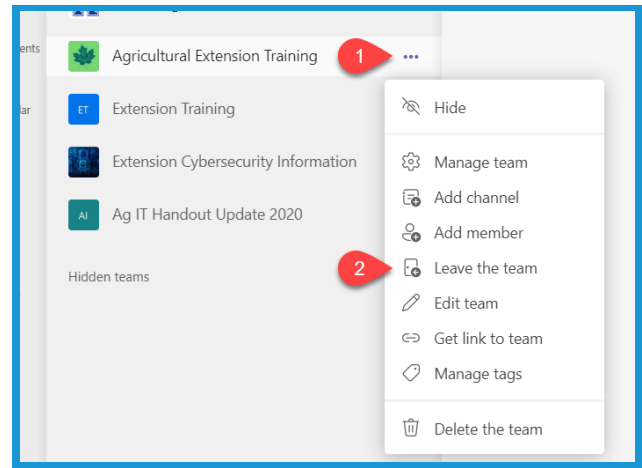 ents
Agricultural Extension Training
1
...
lar
ET
Extension Training
Extension Cybersecurity Information
AI
Ag IT Handout Update 2020
Hidden teams
Hide
Manage team
Add channel
Add member
2
Leave the team
Edit team
Get link to team
Manage tags
Delete the team